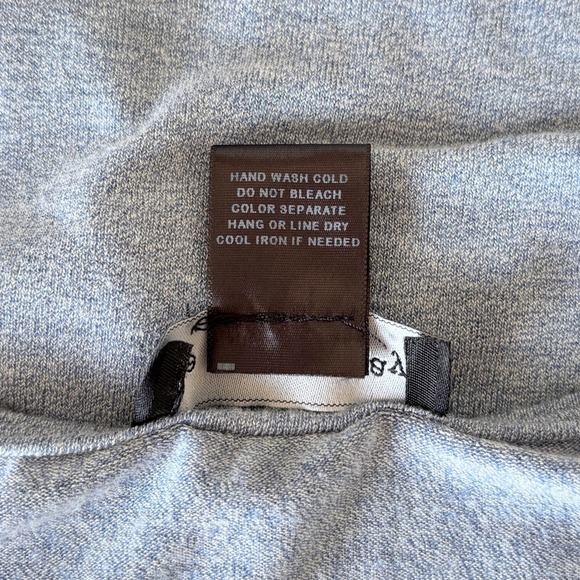 HAND WASH COLD
DO NOT BLEACH
COLOR SEPARATE
HANG OR LINE DRY
COOL IRON IF NEEDED